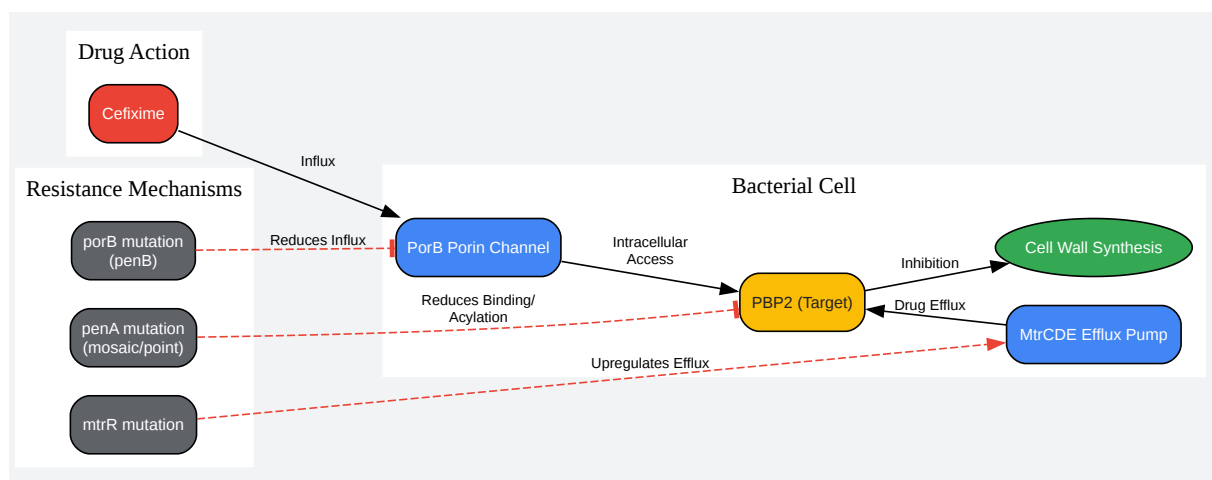 Drug Action
Cefixime
Influx
Resistance Mechanisms
porB mutation
(penB)
Reduces Influx
penA mutation
(mosaic/point)
Reduces Binding/
Acylation
mtrR mutation
Upregulates Efflux
Bacterial Cell
PorB Porin Channel
Intracellular
Access
PBP2 (Target)
Inhibition
Cell Wall Synthesis
Drug Efflux
MtrCDE Efflux Pump